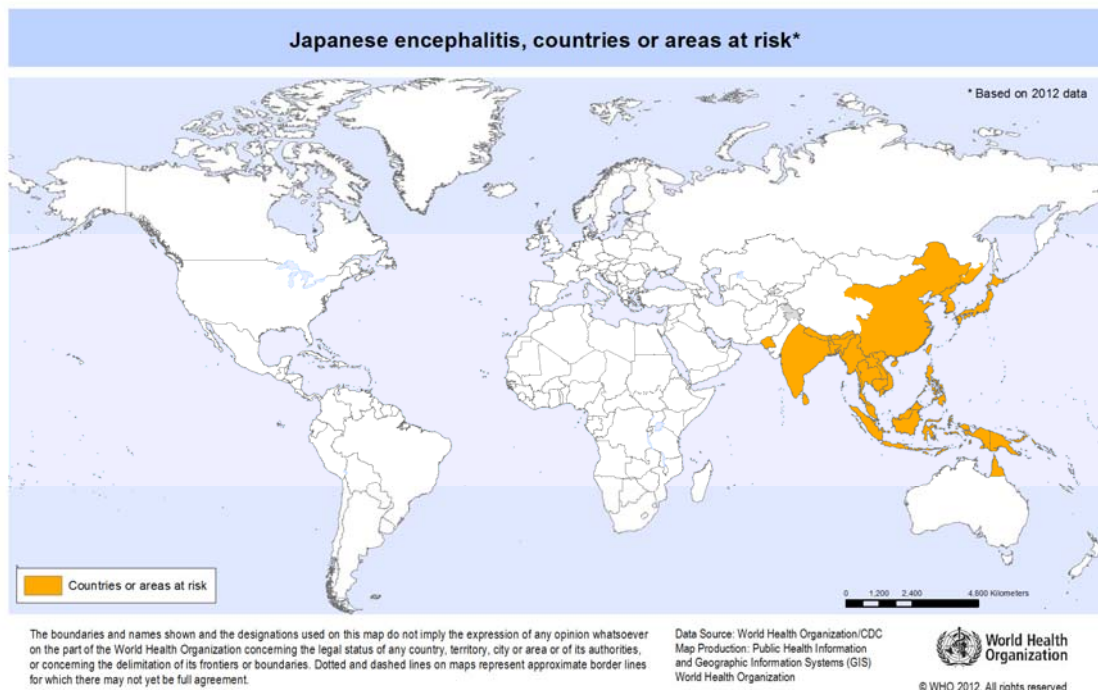 Japanese encephalitis, countries or areas at risk*
* Based on 2012 data
Countries or areas at risk
0 1,200 2,400 4,800 Kilometers
The boundaries and names shown and the designations used on this map do not imply the expression of any opinion whatsoever
on the part of the World Health Organization concerning the legal status of any country, territory, city or area or of its authorities,
or concerning the delimitation of its frontiers or boundaries. Dotted and dashed lines on maps represent approximate border lines
for which there may not yet be full agreement.
Data Source: World Health Organization/CDC
Map Production: Public Health Information
and Geographic Information Systems (GIS)
World Health Organization
World Health
Organization
© WHO 2012. All rights reserved